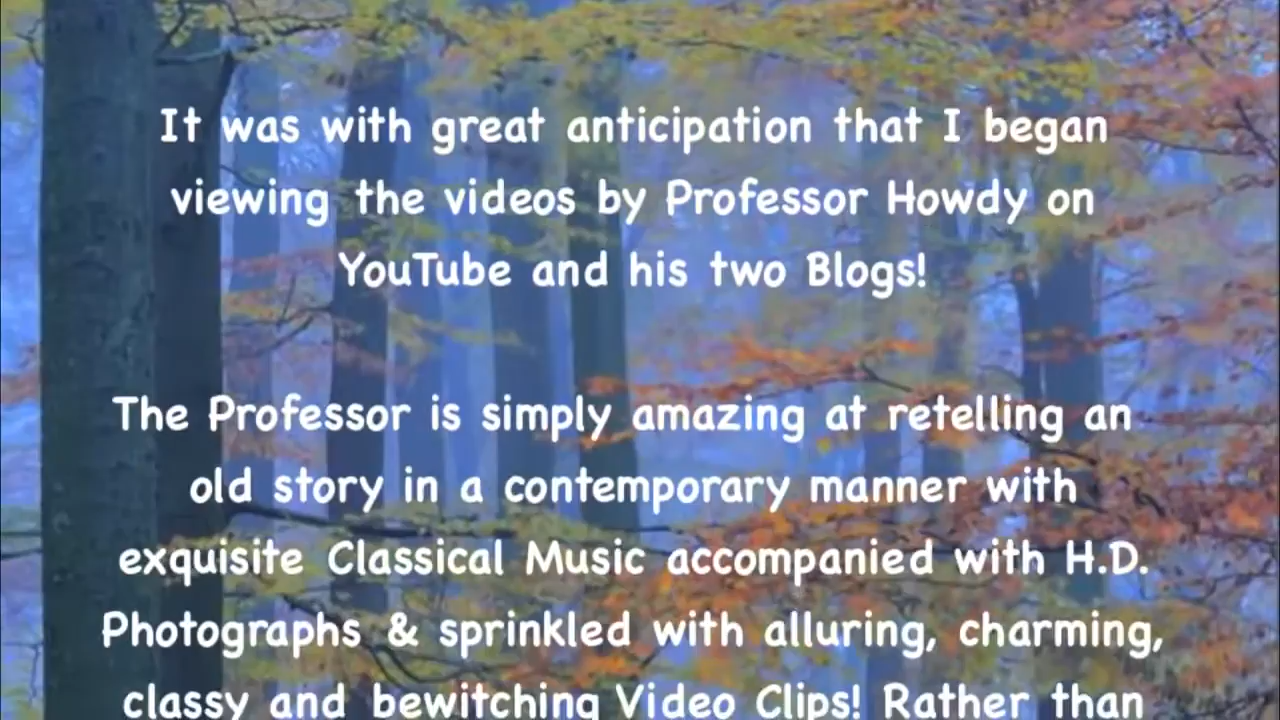 It was with great anticipation that I began
viewing the videos by Professor Howdy on
YouTube and his two Blogs!
The Professor is simply amazing at retelling an
old story in a contemporary manner with
exquisite Classical Music accompanied with H.D.
Photographs & sprinkled with alluring, charming,
classy and bewitching Video Clips! Rather than